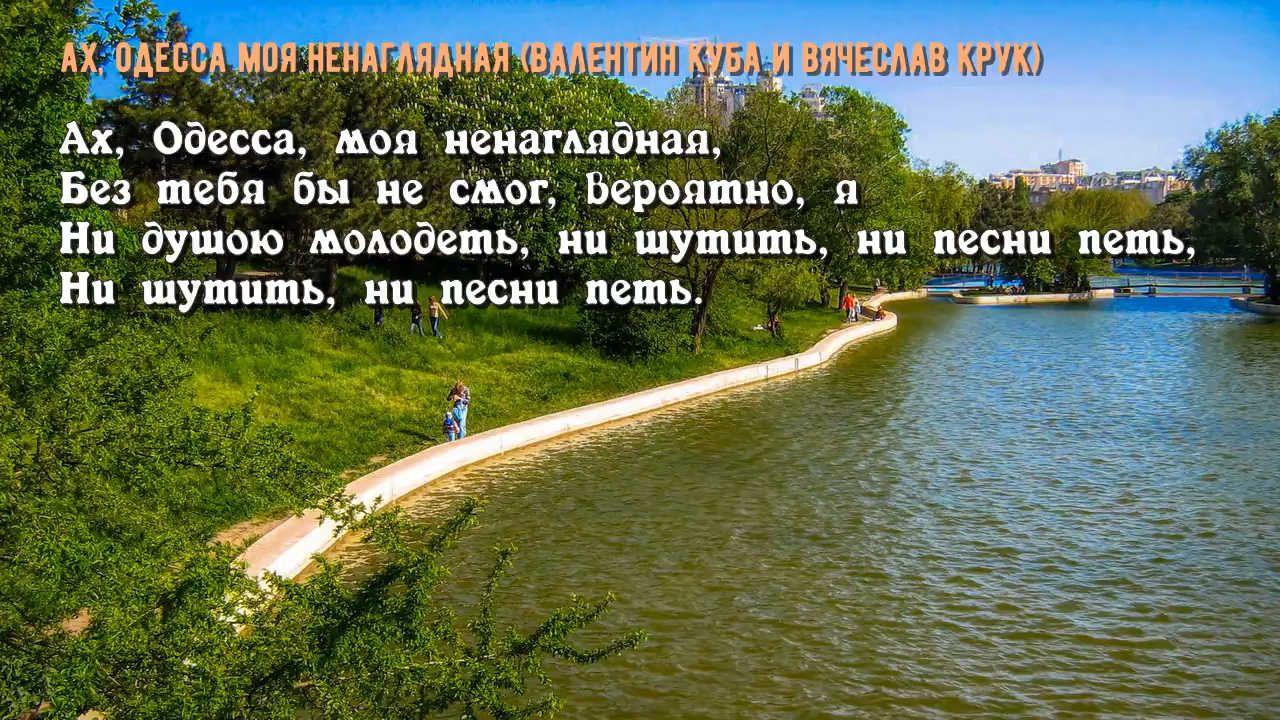 АХ, ОДЕССА МОЯ НЕНАГЛЯДНАЯ (ВАЛЕНТИН КУБА И ВЯЧЕСЛАВ КРУК)
Ах, Одесса, моя ненаглядная,
Без тебя бы не смог, вероятно, я
Ни душою молодеть, ни шутить, ни песни петь,
Ни шутить, ни песни петь.